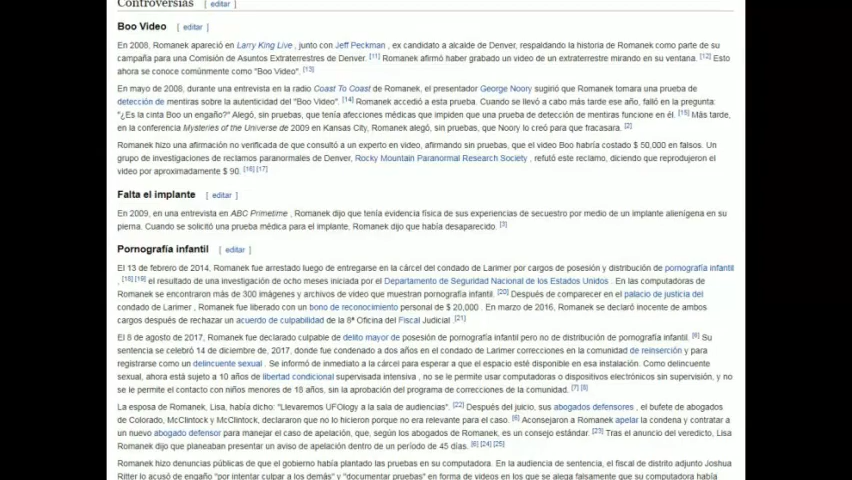 Controversias [ editar ]
Boo Video [ editar ]
En 2008, Romanek apareció en Larry King Live , junto con Jeff Peckman , ex candidato a alcalde de Denver, respaldando la historia de Romanek como parte de su
campaña para una Comisión de Asuntos Extraterrestres de Denver. [11] Romanek afirmó haber grabado un video de un extraterrestre mirando en su ventana. [12] Esto
ahora se conoce comúnmente como "Boo Video". [13]
En mayo de 2008, durante una entrevista en la radio Coast To Coast de Romanek, el presentador George Noory sugirió que Romanek tomara una prueba de
detección de mentiras sobre la autenticidad del "Boo Video". [14] Romanek accedió a esta prueba. Cuando se llevó a cabo más tarde ese año, falló en la pregunta:
"¿Es la cinta Boo un engaño?" Alegó, sin pruebas, que tenía afecciones médicas que impiden que una prueba de detección de mentiras funcione en él. [15] Más tarde,
en la conferencia Mysteries of the Universe de 2009 en Kansas City, Romanek alegó, sin pruebas, que Noory lo creó para que fracasara. [2]
Romanek hizo una afirmación no verificada de que consultó a un experto en video, afirmando sin pruebas, que el video Boo habría costado $ 50,000 en falsos. Un
grupo de investigaciones de reclamos paranormales de Denver, Rocky Mountain Paranormal Research Society , refutó este reclamo, diciendo que reprodujeron el
video por aproximadamente $ 90. [16] [17]
Falta el implante [ editar ]
En 2009, en una entrevista en ABC Primetime , Romanek dijo que tenía evidencia física de sus experiencias de secuestro por medio de un implante alienígena en su
pierna. Cuando se solicitó una prueba médica para el implante, Romanek dijo que había desaparecido. [3]
Pornografía infantil [ editar ]
El 13 de febrero de 2014, Romanek fue arrestado luego de entregarse en la cárcel del condado de Larimer por cargos de posesión y distribución de pornografía infantil
, [18] [19] el resultado de una investigación de ocho meses iniciada por el Departamento de Seguridad Nacional de los Estados Unidos . En las computadoras de
Romanek se encontraron más de 300 imágenes y archivos de video que muestran pornografía infantil. [20] Después de comparecer en el palacio de justicia del
condado de Larimer , Romanek fue liberado con un bono de reconocimiento personal de $ 20,000 . En marzo de 2016, Romanek se declaró inocente de ambos
cargos después de rechazar un acuerdo de culpabilidad de la 8ª Oficina del Fiscal Judicial .[21]
El 8 de agosto de 2017, Romanek fue declarado culpable de delito mayor de posesión de pornografía infantil pero no de distribución de pornografía infantil. [6] Su
sentencia se celebró 14 de diciembre de, 2017, donde fue condenado a dos años en el condado de Larimer correcciones en la comunidad de reinserción y para
registrarse como un delincuente sexual . Se informó de inmediato a la cárcel para esperar a que el espacio esté disponible en esa instalación. Como delincuente
sexual, ahora está sujeto a 10 años de libertad condicional supervisada intensiva , no se le permite usar computadoras o dispositivos electrónicos sin supervisión, y no
se le permite el contacto con niños menores de 18 años, sin la aprobación del programa de correcciones de la comunidad. [7] [8]
La esposa de Romanek, Lisa, había dicho: "Llevaremos UFOlogy a la sala de audiencias". [22] Después del juicio, sus abogados defensores , el bufete de abogados
de Colorado, McClintock y McClintock, declararon que no lo hicieron porque no era relevante para el caso. [6] Aconsejaron a Romanek apelar la condena y contratar a
un nuevo abogado defensor para manejar el caso de apelación, que, según los abogados de Romanek, es un consejo estándar. [23] Tras el anuncio del veredicto, Lisa
Romanek dijo que planeaban presentar un aviso de apelación dentro de un período de 45 días. [6] [24] [25]
Romanek hizo denuncias públicas de que el gobierno había plantado las pruebas en su computadora. En la audiencia de sentencia, el fiscal de distrito adjunto Joshua
Ritter lo acusó de engaño "por intentar culpar a los demás" y "documentar pruebas" en forma de videos en los que se alega falsamente que su computadora había